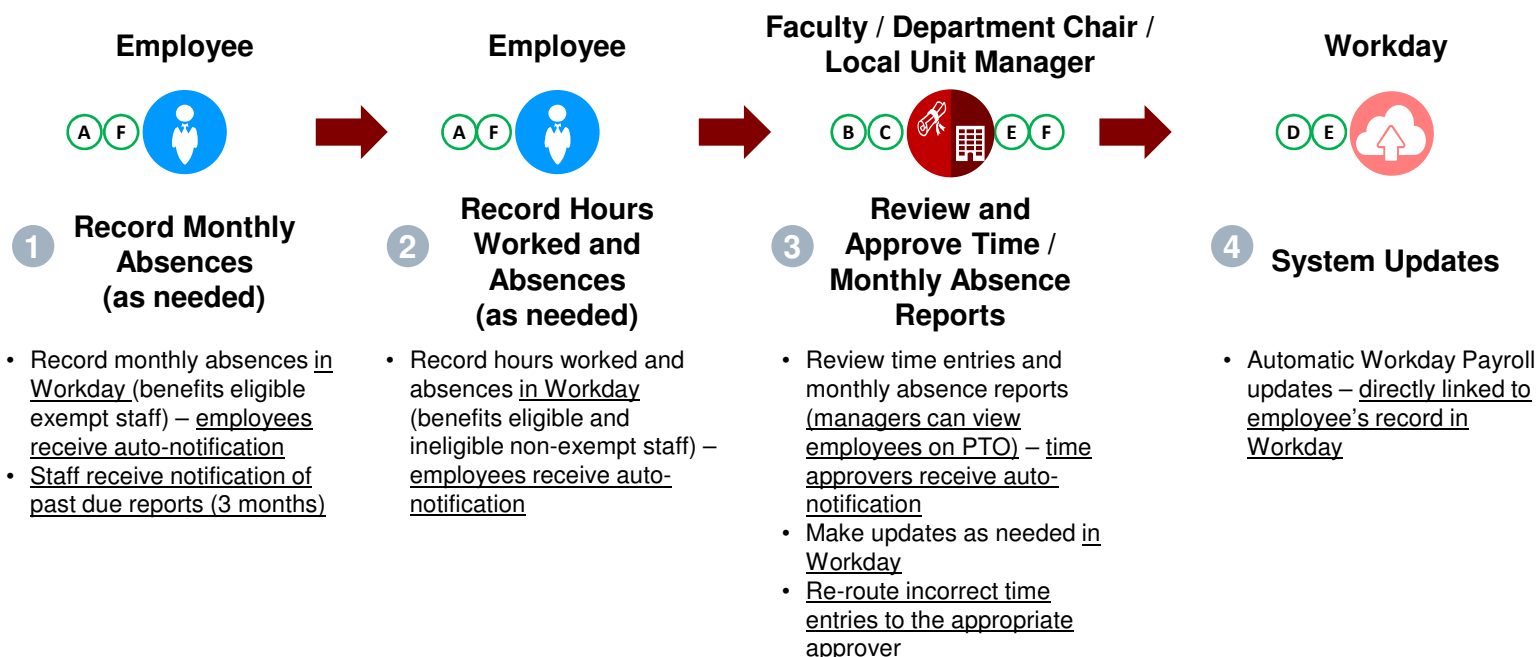 Employee
A F
1
Record Monthly
Absences
(as needed)
• Record monthly absences in
Workday (benefits eligible
exempt staff) – employees
receive auto-notification
• Staff receive notification of
past due reports (3 months)
Employee
A F
2
Record Hours
Worked and
Absences
(as needed)
• Record hours worked and
absences in Workday
(benefits eligible and
ineligible non-exempt staff) –
employees receive auto-
notification
Faculty / Department Chair /
Local Unit Manager
B C E F
3
Review and
Approve Time /
Monthly Absence
Reports
• Review time entries and
monthly absence reports
(managers can view
employees on PTO) – time
approvers receive auto-
notification
• Make updates as needed in
Workday
• Re-route incorrect time
entries to the appropriate
approver
Workday
D E
4
System Updates
• Automatic Workday Payroll
updates – directly linked to
employee’s record in
Workday